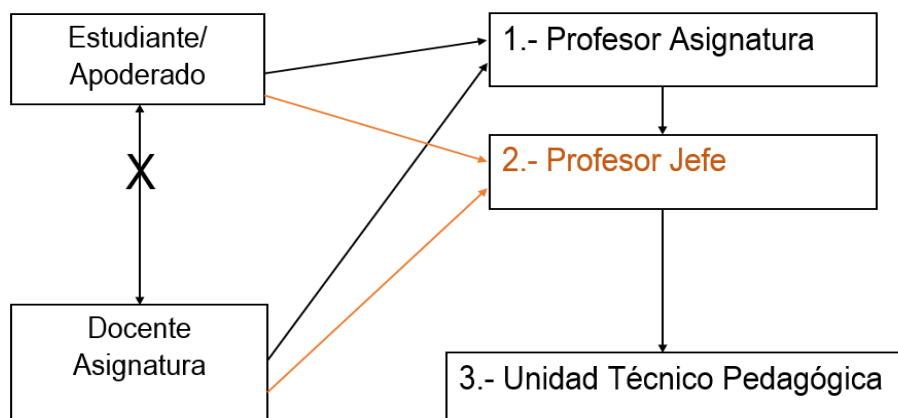 Estudiante/
Apoderado
1.- Profesor Asignatura
2.- Profesor Jefe
X
Docente
Asignatura
3.- Unidad Técnico Pedagógica